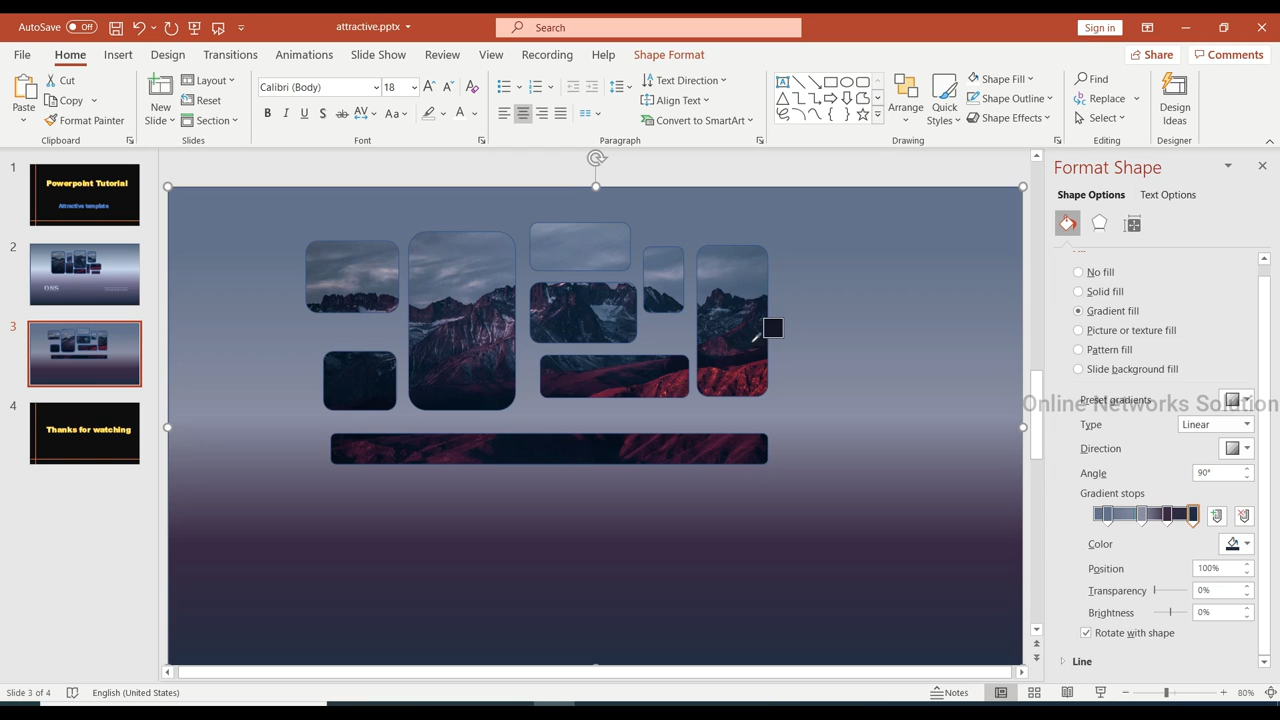 AutoSave Off attractive.pptx Search Sign in
File Home Insert Design Transitions Animations Slide Show Review View Recording Help Shape Format Share Comments
Paste
Cut
Copy
Format Painter
Clipboard
New
Slide
Layout
Reset
Section
Slides
Calibri (Body) 18
B I U S ab AV Aa A
Font
Text Direction
Align Text
Convert to SmartArt
Paragraph
Arrange
Quick
Styles
Shape Fill
Shape Outline
Shape Effects
Drawing
Find
Replace
Select
Editing
Design
Ideas
Designer
1
Powerpoint Tutorial
Attractive template
2
ONS
3
4
Thanks for watching
Format Shape
Shape Options Text Options
No fill
Solid fill
Gradient fill
Picture or texture fill
Pattern fill
Slide background fill
Preset gradients
Online Networks Solution
Type Linear
Direction
Angle 90°
Gradient stops
Color
Position 100%
Transparency 0%
Brightness 0%
Rotate with shape
Line
Slide 3 of 4 English (United States) Notes 80%